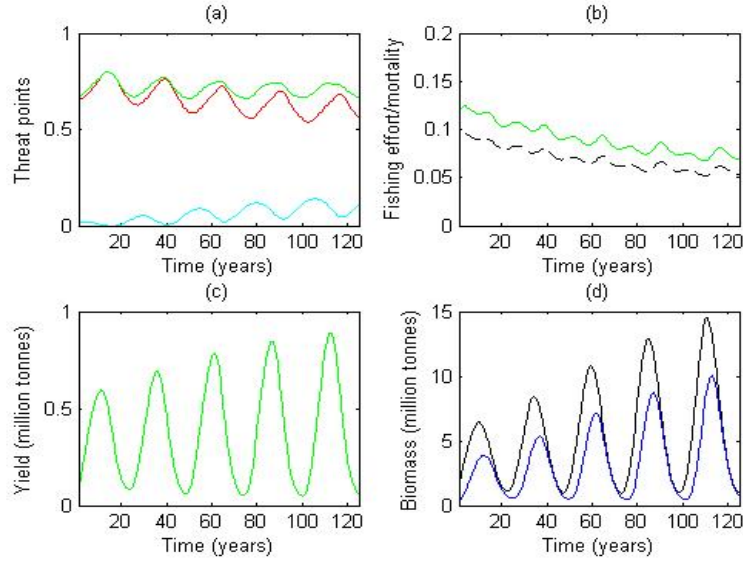 (a)
Threat points
1
0.5
0
20 40 60 80 100 120
Time (years)
(b)
Fishing effort/mortality
0.2
0.15
0.1
0.05
0
20 40 60 80 100 120
Time (years)
(c)
Yield (million tonnes)
1
0.5
0
20 40 60 80 100 120
Time (years)
(d)
Biomass (million tonnes)
15
10
5
0
20 40 60 80 100 120
Time (years)